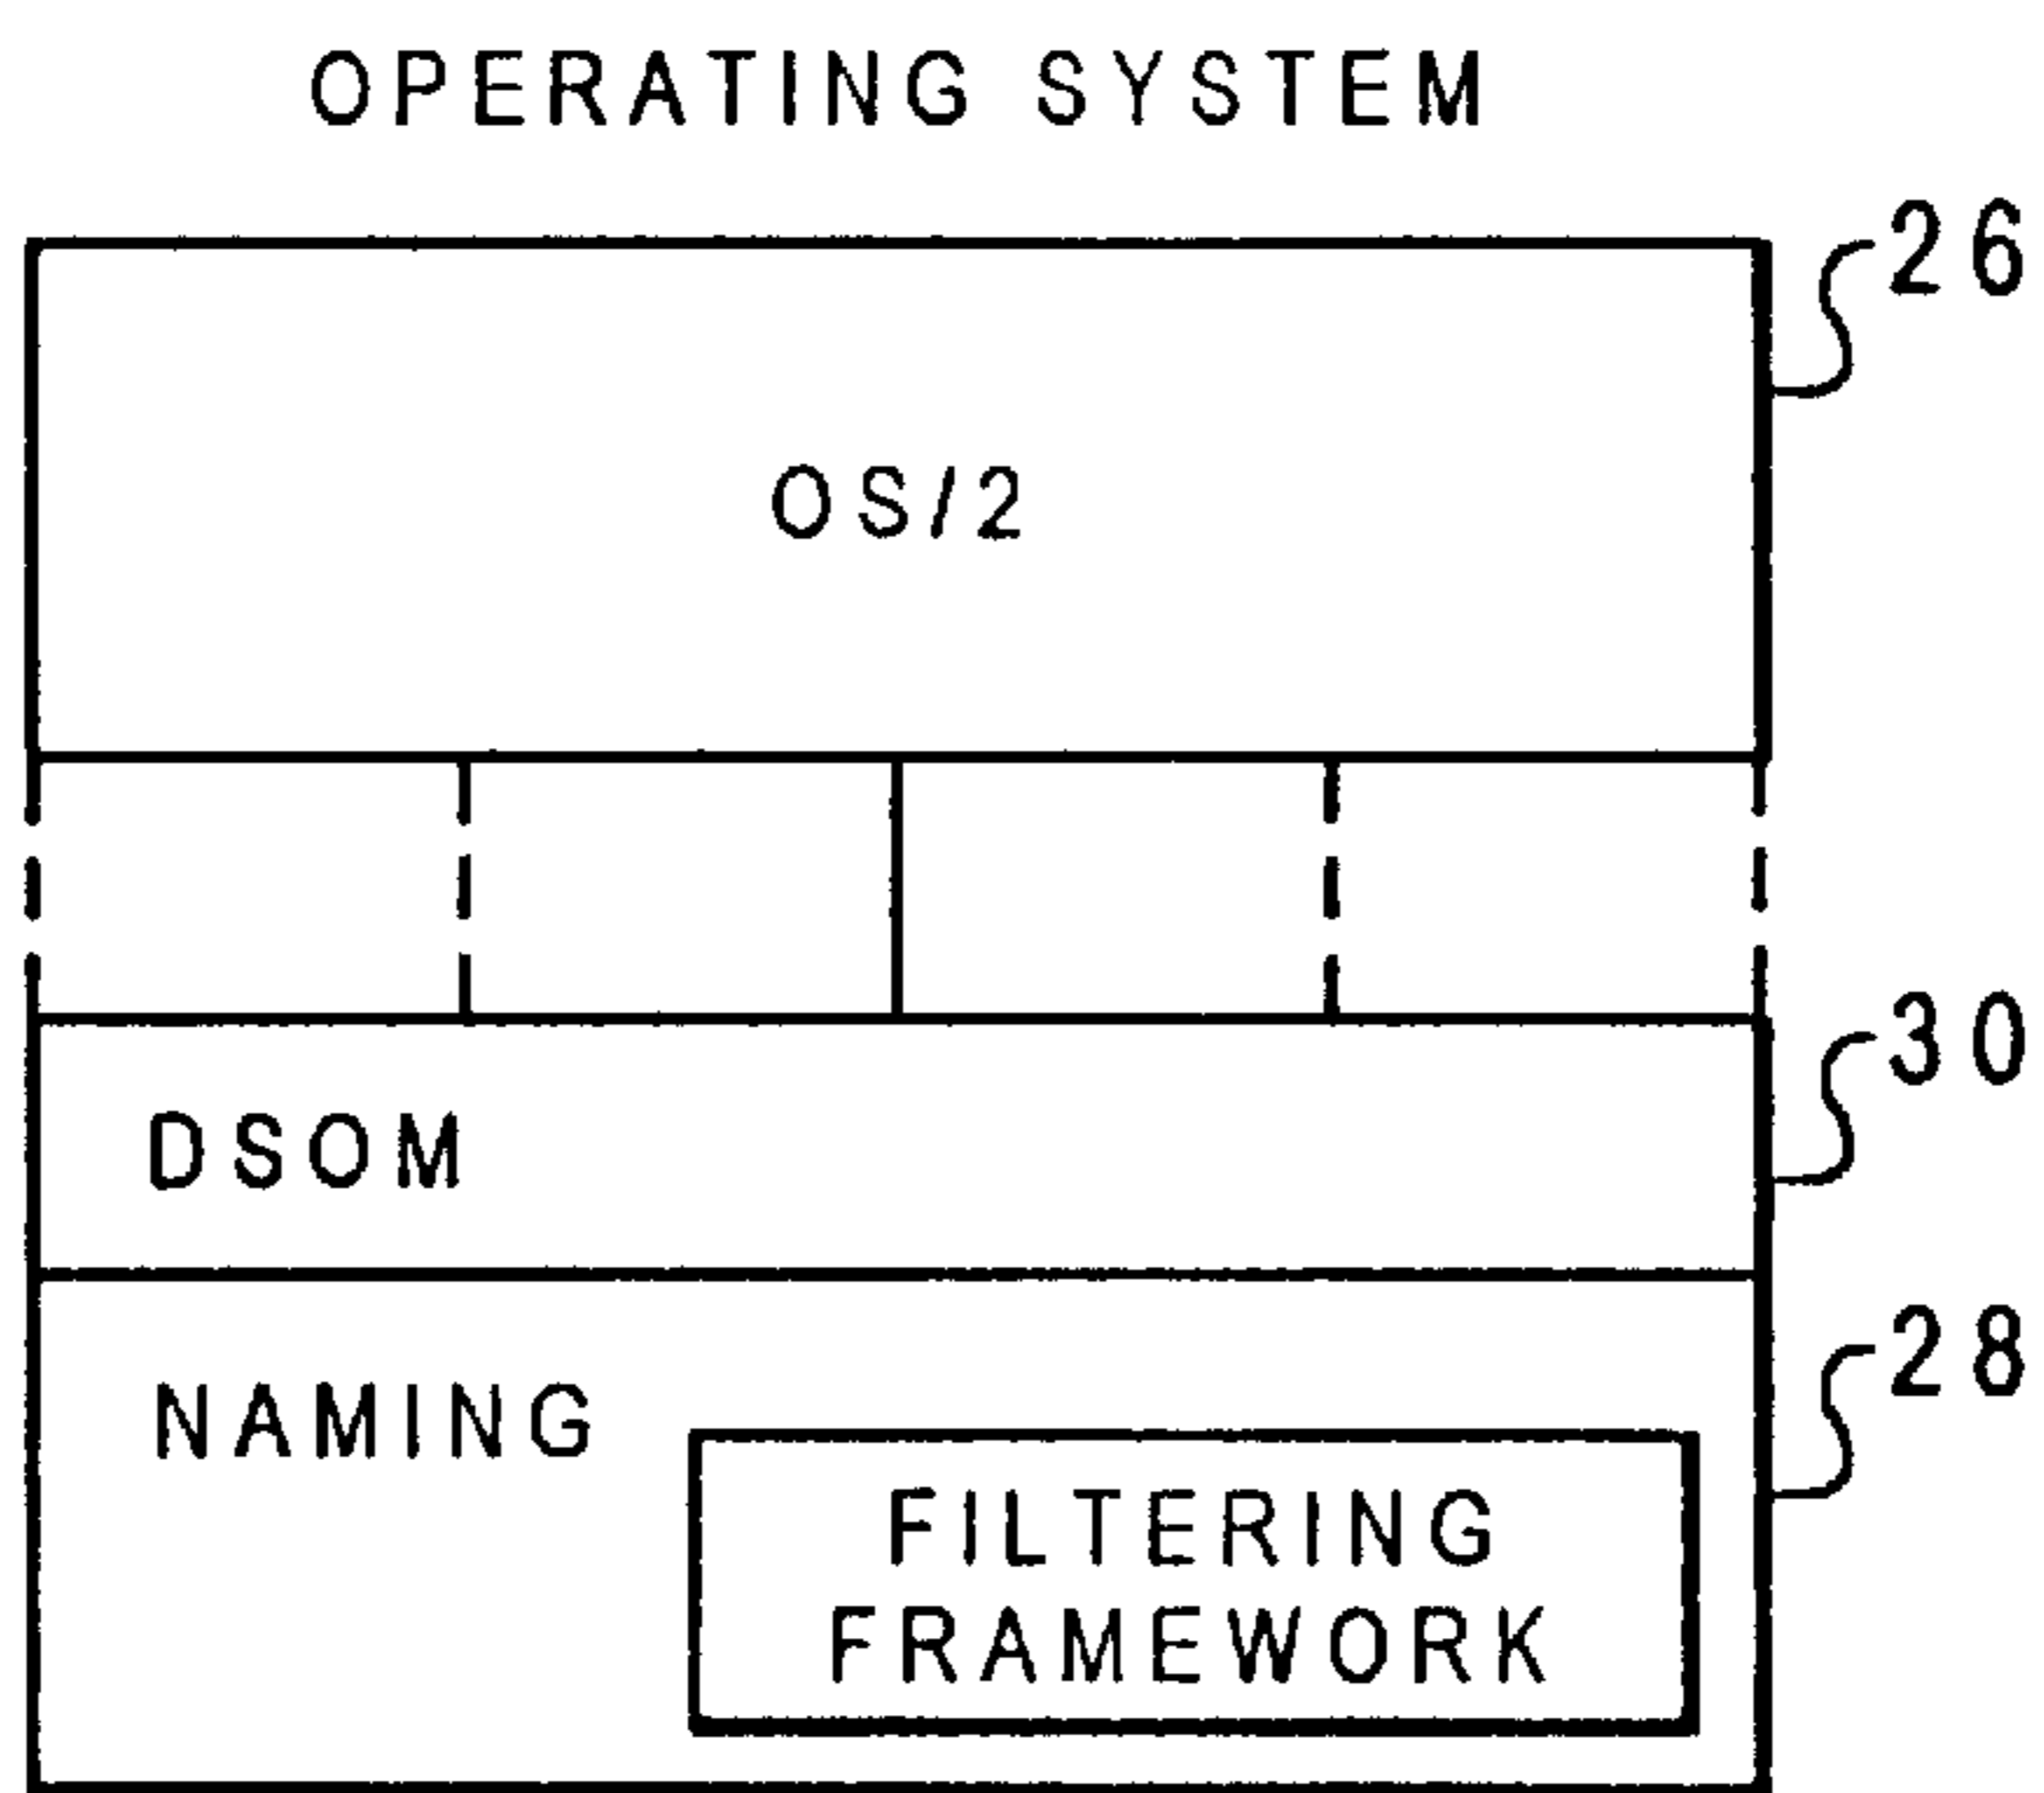 OPERATING SYSTEM
26
OS/2
30
DSOM
28
NAMING
FILTERING
FRAMEWORK